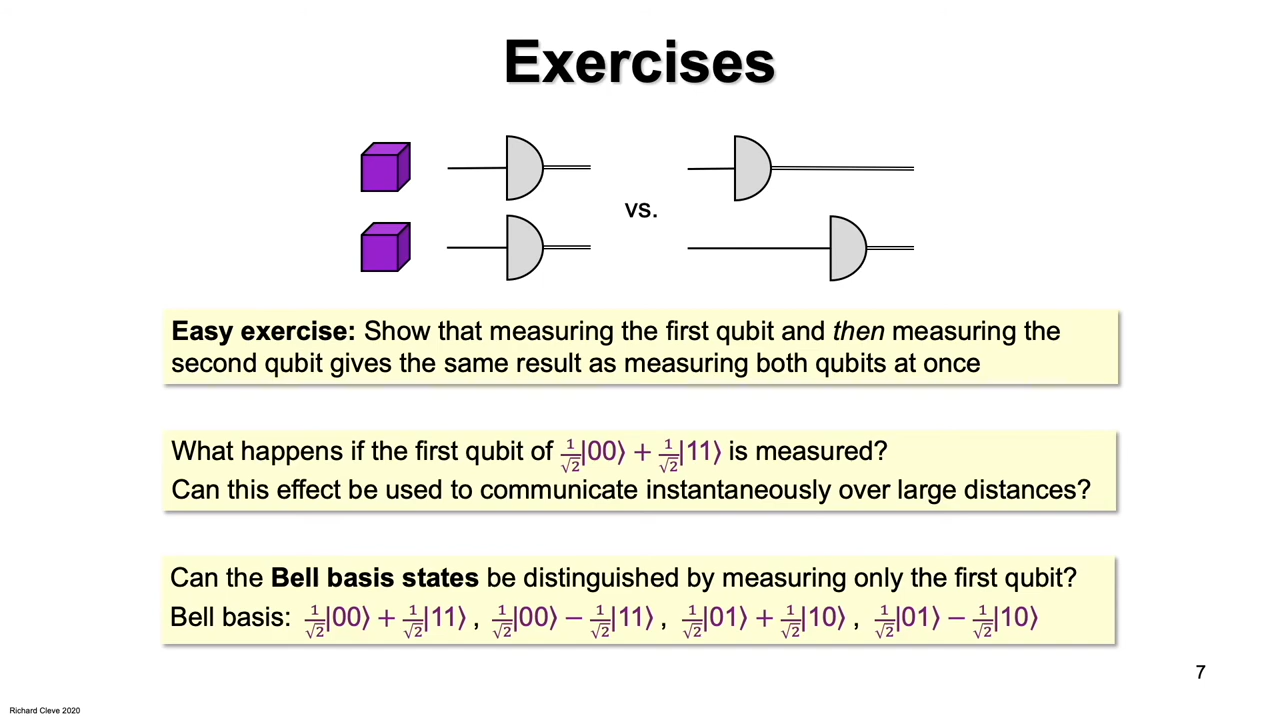 Exercises
vs.
Easy exercise: Show that measuring the first qubit and then measuring the
second qubit gives the same result as measuring both qubits at once
What happens if the first qubit of 1/√2|00⟩ + 1/√2|11⟩ is measured?
Can this effect be used to communicate instantaneously over large distances?
Can the Bell basis states be distinguished by measuring only the first qubit?
Bell basis: 1/√2|00⟩ + 1/√2|11⟩ , 1/√2|00⟩ − 1/√2|11⟩ , 1/√2|01⟩ + 1/√2|10⟩ , 1/√2|01⟩ − 1/√2|10⟩
7
Richard Cleve 2020